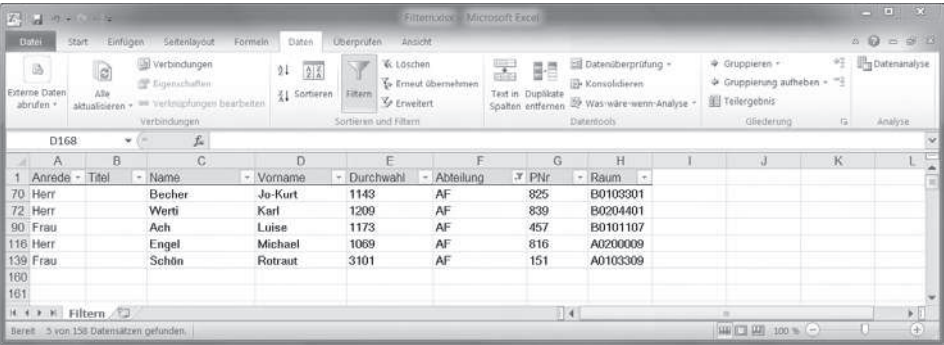 Filtern.xlsx - Microsoft Excel
Datei Start Einfügen Seitenlayout Formeln Daten Überprüfen Ansicht
Externe Daten abrufen
Alle aktualisieren
Verbindungen
Eigenschaften
Verknüpfungen bearbeiten
Verbindungen
Sortieren
Filtern
Löschen
Erneut übernehmen
Erweitert
Sortieren und Filtern
Text in Spalten
Duplikate entfernen
Datenüberprüfung
Konsolidieren
Was-wäre-wenn-Analyse
Datentools
Gruppieren
Gruppierung aufheben
Teilergebnis
Gliederung
Datenanalyse
Analyse
D168 fx
A B C D E F G H I J K L
1 Anrede Titel Name Vorname Durchwahl Abteilung PNr Raum
70 Herr Becher Jo-Kurt 1143 AF 825 B0103301
72 Herr Werti Karl 1209 AF 839 B0204401
90 Frau Ach Luise 1173 AF 457 B0101107
116 Herr Engel Michael 1069 AF 816 A0200009
139 Frau Schön Rotraut 3101 AF 151 A0103309
160
161
Filtern
Bereit 5 von 158 Datensätzen gefunden. 100 %